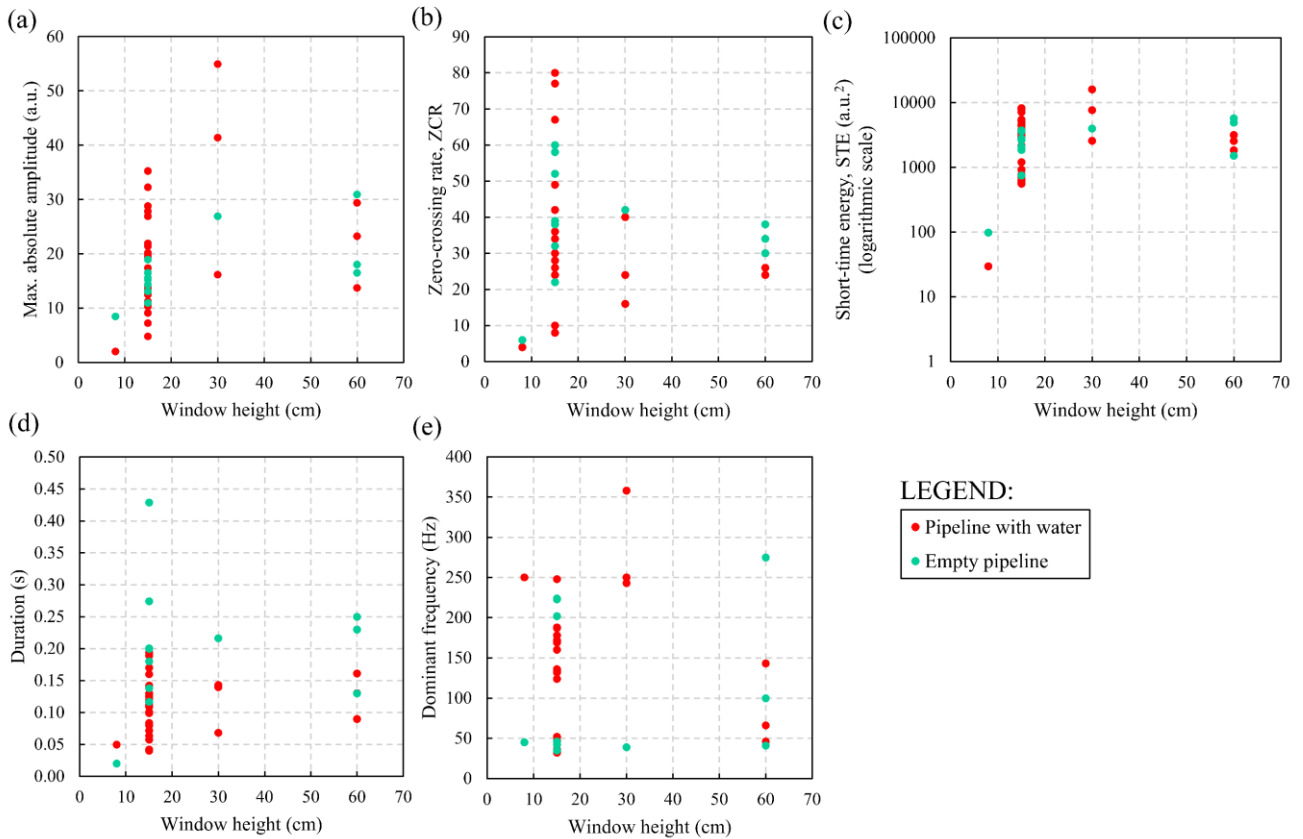 (a)
60
50
40
30
20
10
0
Max. absolute amplitude (a.u.)
0 10 20 30 40 50 60 70
Window height (cm)
(b)
90
80
70
60
50
40
30
20
10
0
Zero-crossing rate, ZCR
0 10 20 30 40 50 60 70
Window height (cm)
(c)
100000
10000
1000
100
10
1
Short-time energy, STE (a.u.²)
(logarithmic scale)
0 10 20 30 40 50 60 70
Window height (cm)
(d)
0.50
0.45
0.40
0.35
0.30
0.25
0.20
0.15
0.10
0.05
0.00
Duration (s)
0 10 20 30 40 50 60 70
Window height (cm)
(e)
400
350
300
250
200
150
100
50
0
Dominant frequency (Hz)
0 10 20 30 40 50 60 70
Window height (cm)
LEGEND:
Pipeline with water
Empty pipeline